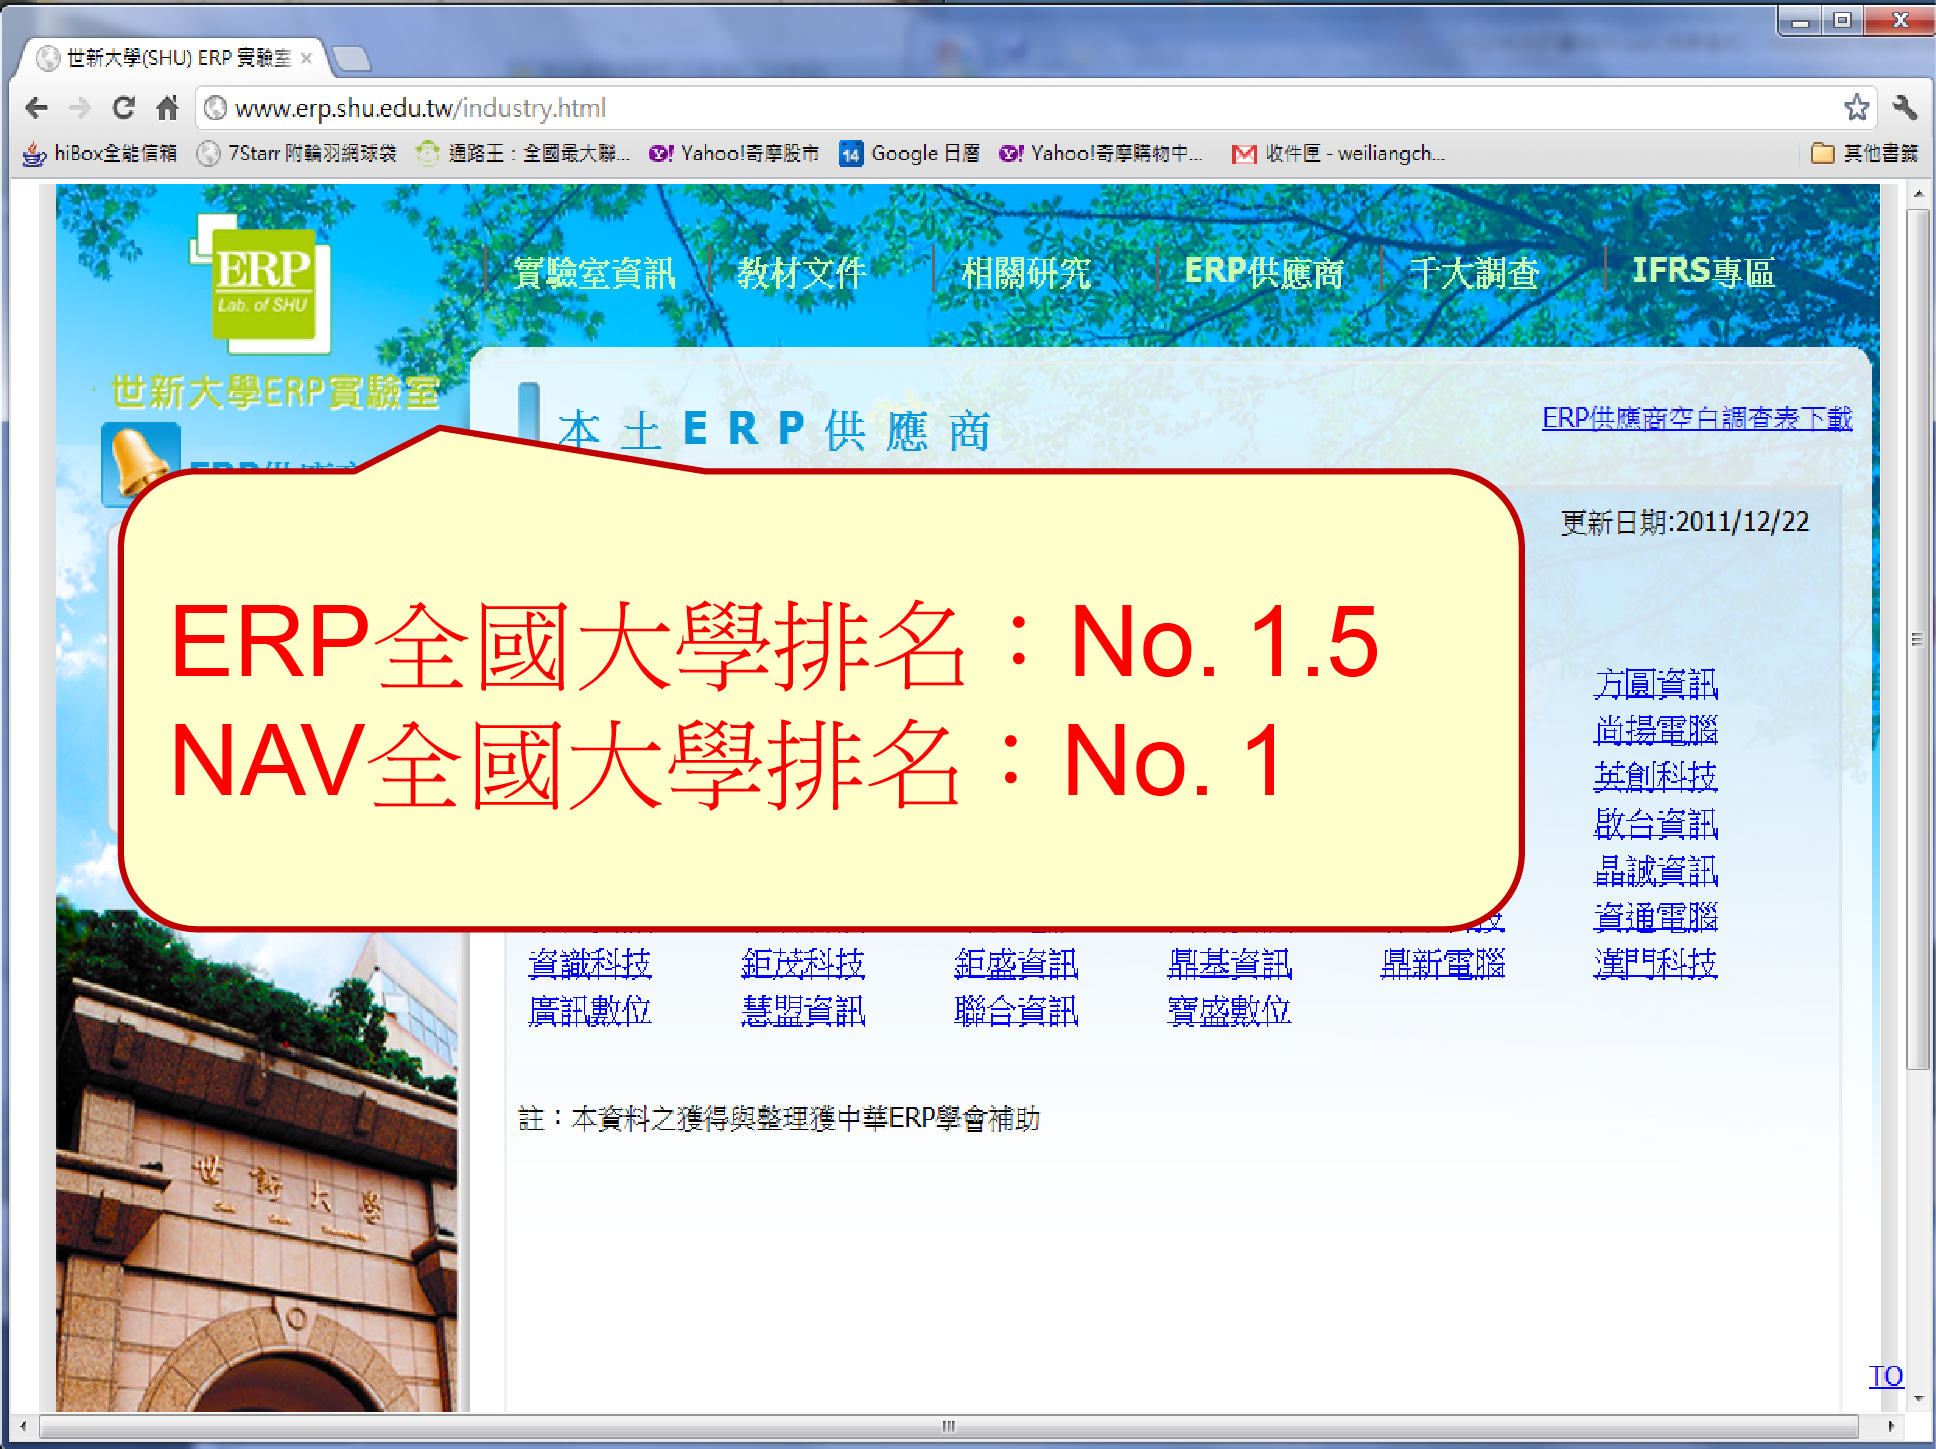 世新大學(SHU) ERP 實驗室
www.erp.shu.edu.tw/industry.html
hiBox全能信箱 7Starr 附輪羽網球袋 通路王：全國最大聯... Yahoo!奇摩股市 14 Google 日曆 Yahoo!奇摩購物中... 收件匣 - weiliangch... 其他書籤
ERP
Lab. of SHU
世新大學ERP實驗室
實驗室資訊 教材文件 相關研究 ERP供應商 千大調查 IFRS專區
本土ERP供應商
ERP供應商空白調查表下載
更新日期:2011/12/22
ERP全國大學排名：No. 1.5
NAV全國大學排名：No. 1
方圓資訊
尚揚電腦
英創科技
啟台資訊
晶誠資訊
資通電腦
資識科技 鉅茂科技 鉅盛資訊 鼎基資訊 鼎新電腦 漢門科技
廣訊數位 慧盟資訊 聯合資訊 寶盛數位
註：本資料之獲得與整理獲中華ERP學會補助
世新大學
TO